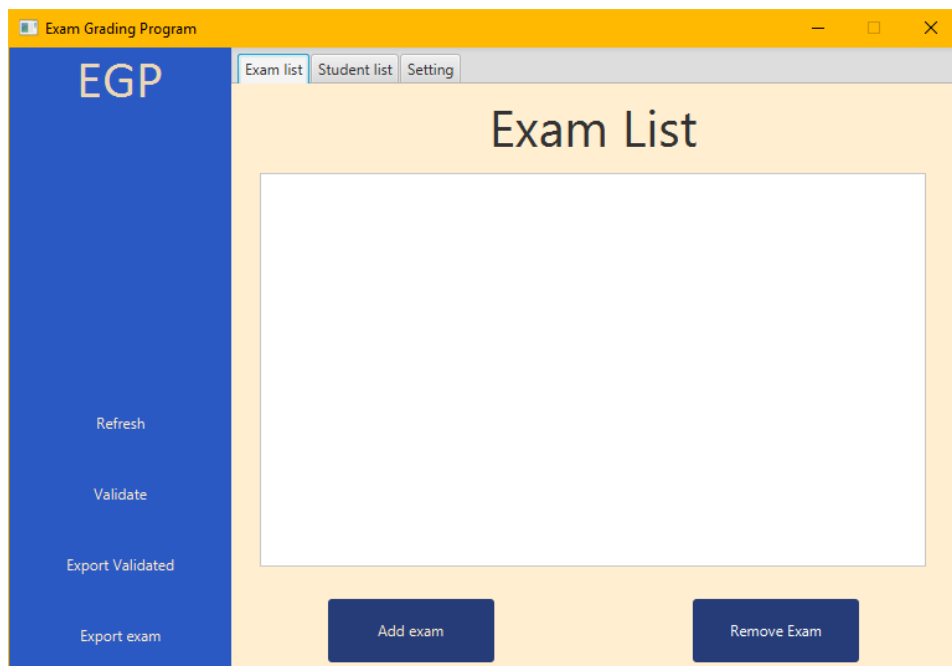 Exam Grading Program
EGP
Refresh
Validate
Export Validated
Export exam
Exam list
Student list
Setting
Exam List
Add exam
Remove Exam